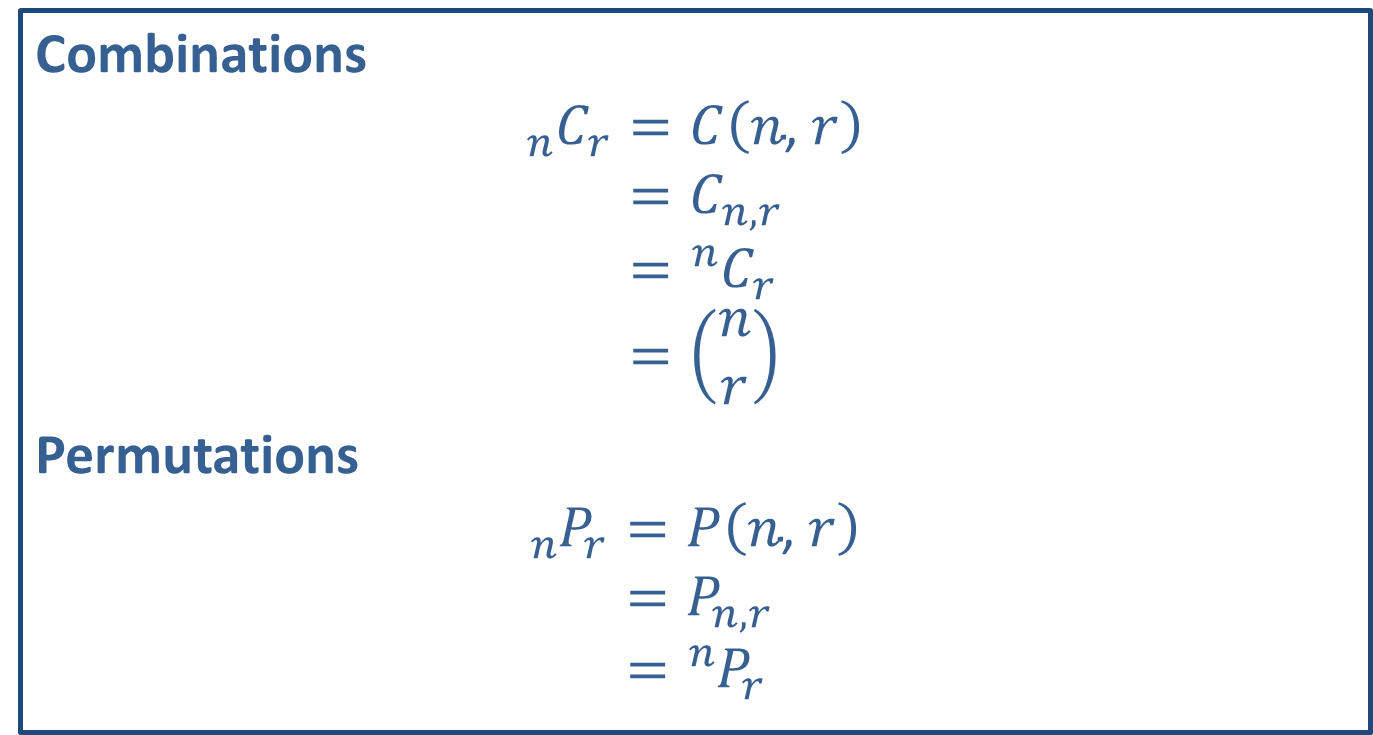 Combinations
ₙCᵣ = C(n, r)
= Cₙ,ᵣ
= ⁿCᵣ
= (n
r)
Permutations
ₙPᵣ = P(n, r)
= Pₙ,ᵣ
= ⁿPᵣ